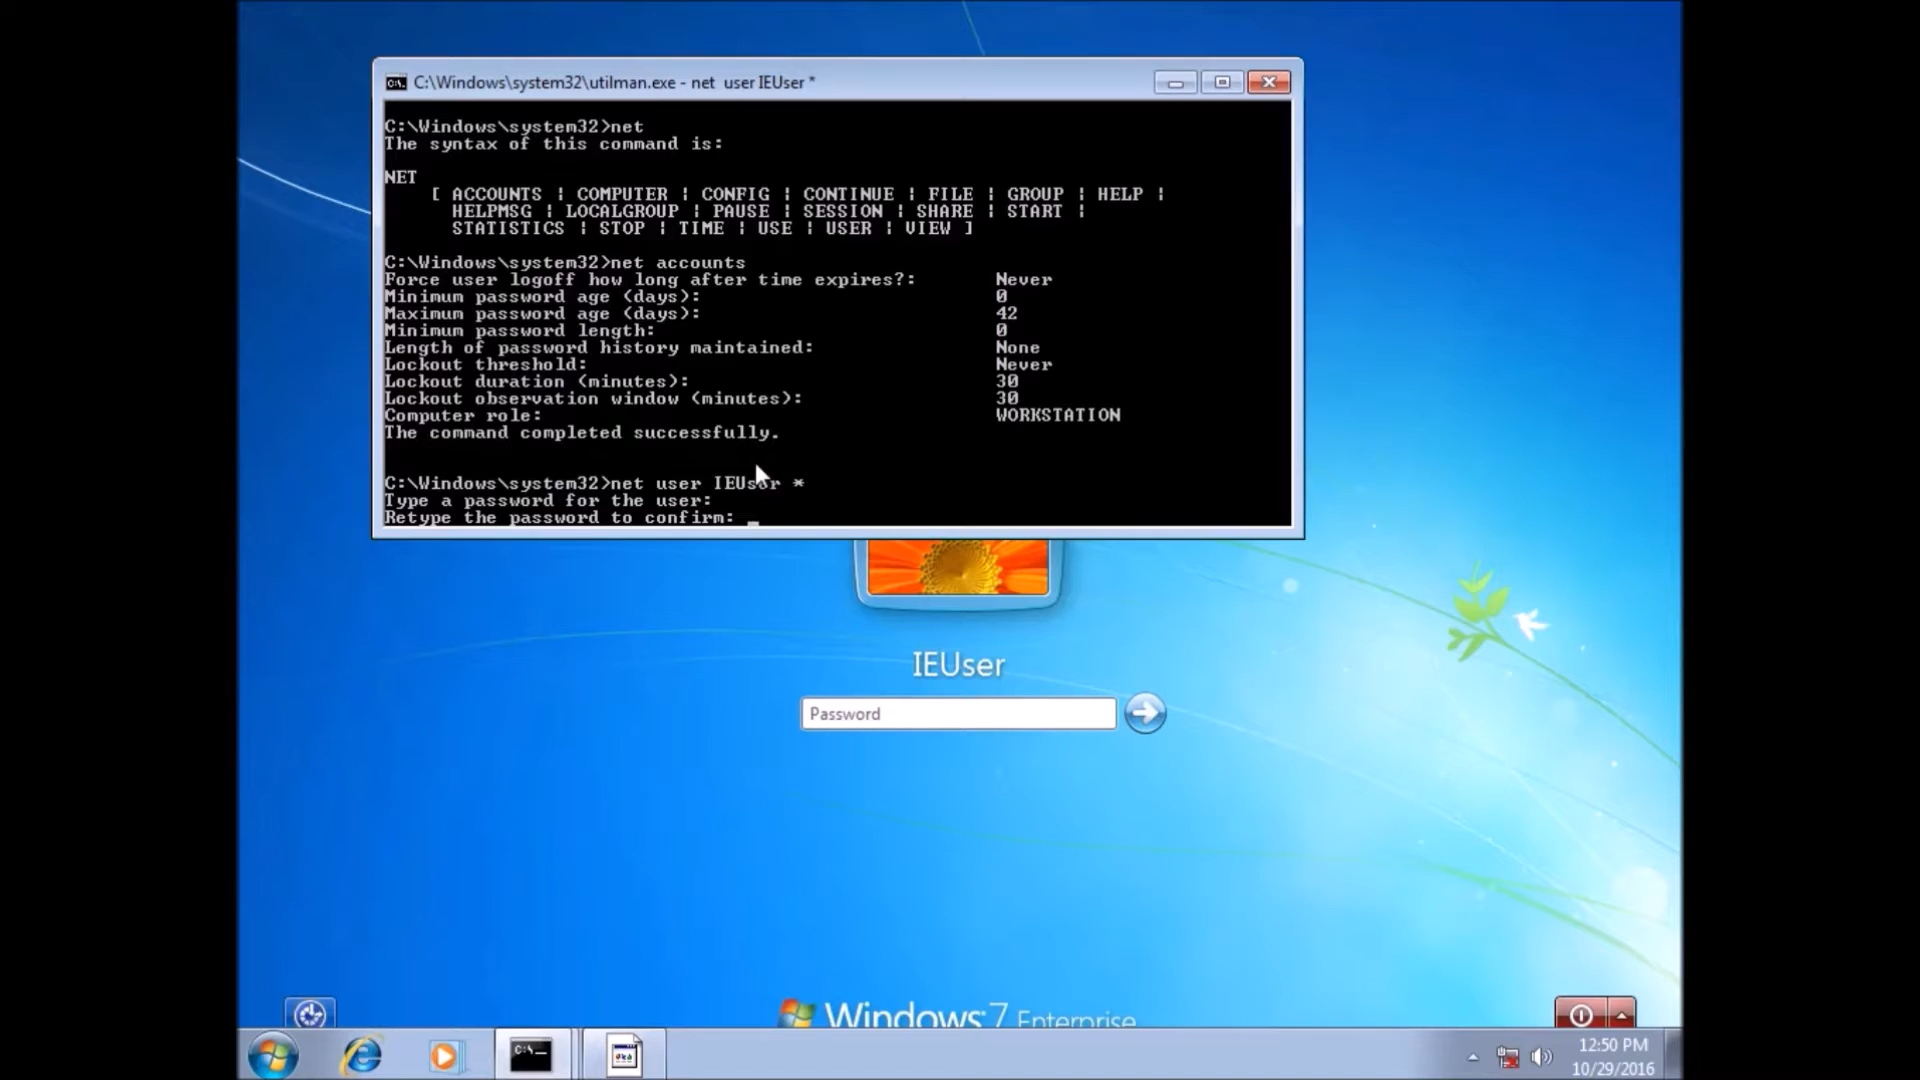 C:\Windows\system32\utilman.exe - net  user IEUser *
C:\Windows\system32>net
The syntax of this command is:
NET
[ ACCOUNTS | COMPUTER | CONFIG | CONTINUE | FILE | GROUP | HELP |
HELPMSG | LOCALGROUP | PAUSE | SESSION | SHARE | START |
STATISTICS | STOP | TIME | USE | USER | VIEW ]
C:\Windows\system32>net accounts
Force user logoff how long after time expires?: Never
Minimum password age (days): 0
Maximum password age (days): 42
Minimum password length: 0
Length of password history maintained: None
Lockout threshold: Never
Lockout duration (minutes): 30
Lockout observation window (minutes): 30
Computer role: WORKSTATION
The command completed successfully.
C:\Windows\system32>net user IEUser *
Type a password for the user:
Retype the password to confirm: _
IEUser
Password
Windows 7 Enterprise
C:\_
12:50 PM
10/29/2016